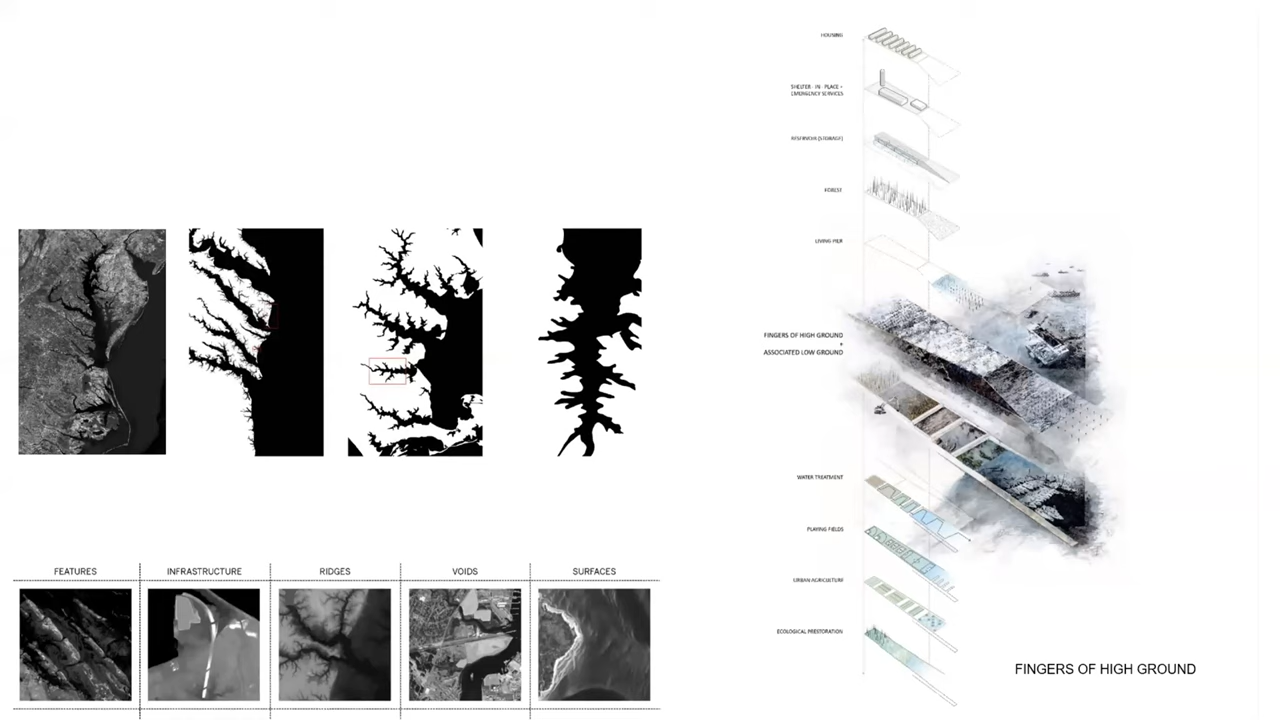 HOUSING
SHELTER - IN - PLACE +
EMERGENCY SERVICES
RESERVOIR (STORAGE)
FOREST
LIVING PIER
FINGERS OF HIGH GROUND
+
ASSOCIATED LOW GROUND
WATER TREATMENT
PLAYING FIELDS
URBAN AGRICULTURE
ECOLOGICAL RESTORATION
FEATURES
INFRASTRUCTURE
RIDGES
VOIDS
SURFACES
FINGERS OF HIGH GROUND